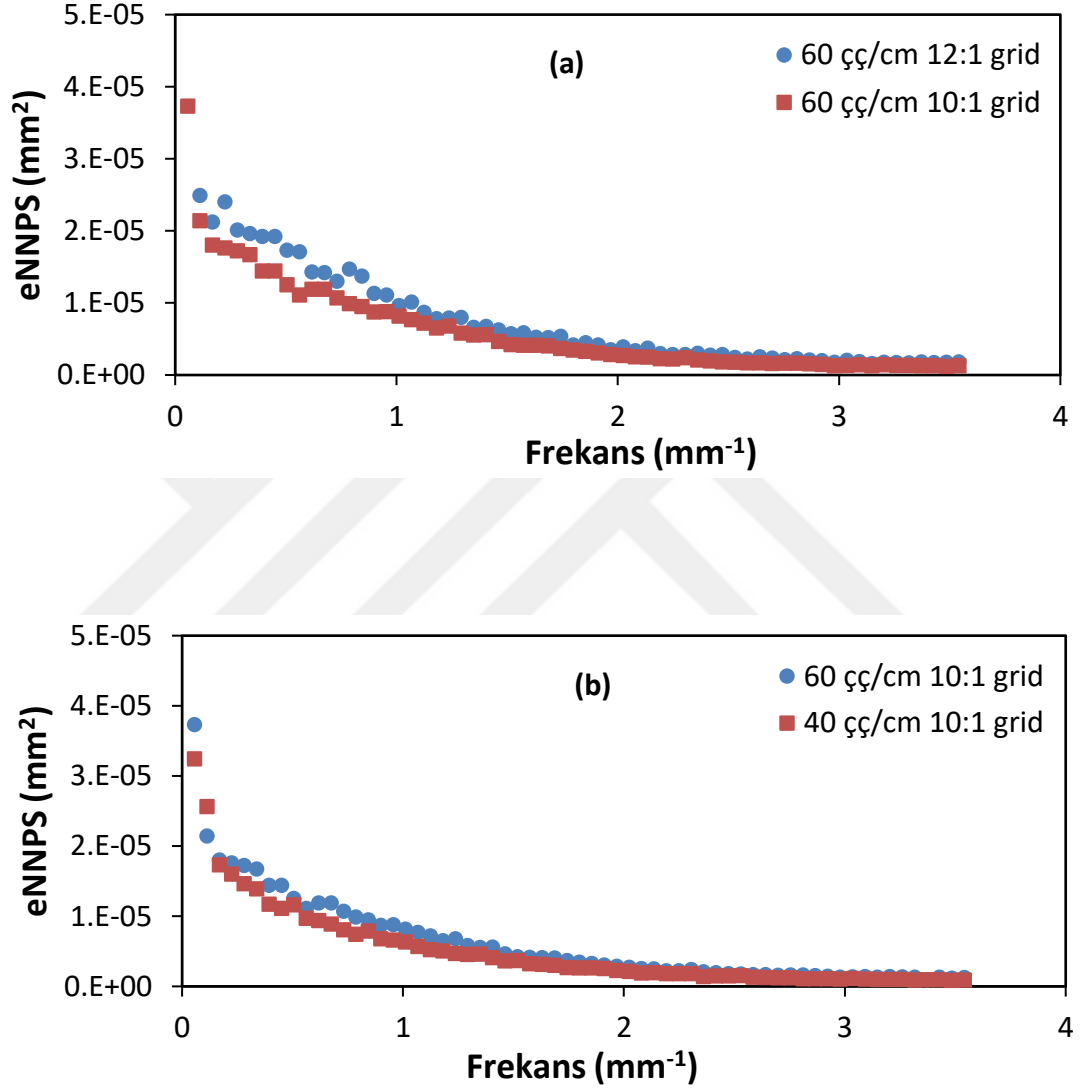 5.E-05
4.E-05
3.E-05
2.E-05
1.E-05
0.E+00
eNNPS (mm²)
(a)
60 çç/cm 12:1 grid
60 çç/cm 10:1 grid
0 1 2 3 4
Frekans (mm⁻¹)
5.E-05
4.E-05
3.E-05
2.E-05
1.E-05
0.E+00
eNNPS (mm²)
(b)
60 çç/cm 10:1 grid
40 çç/cm 10:1 grid
0 1 2 3 4
Frekans (mm⁻¹)